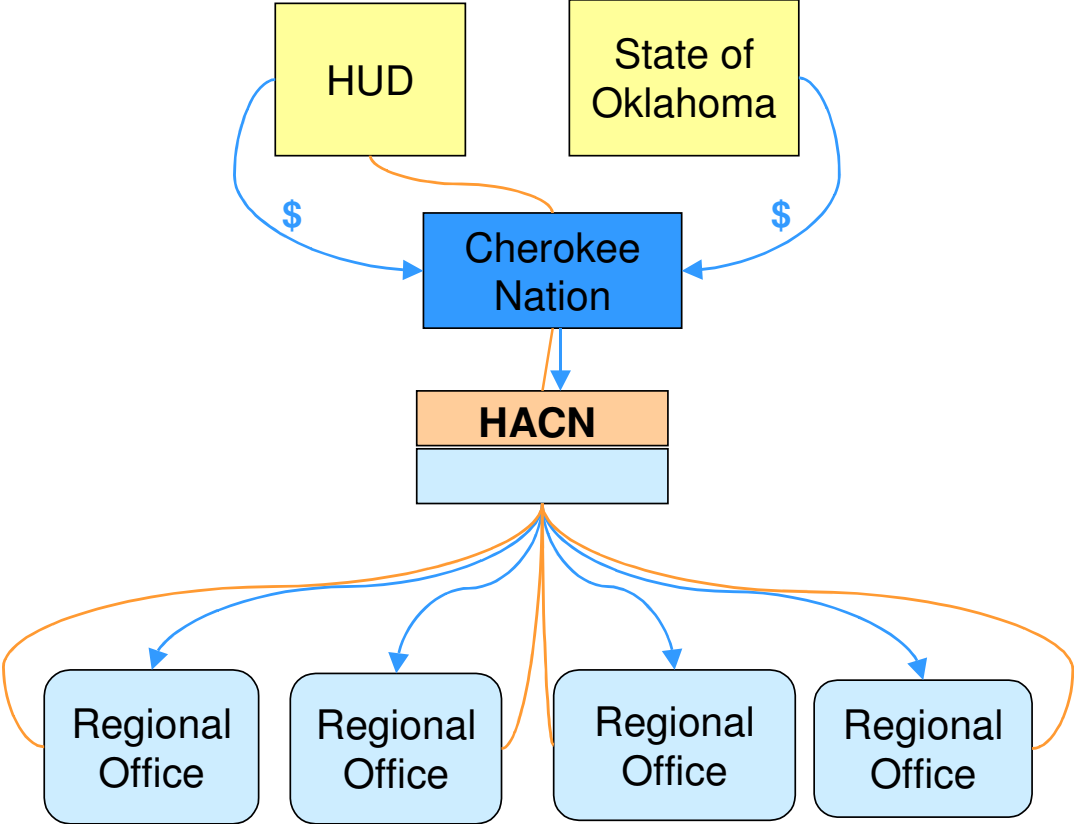 HUD
State of
Oklahoma
$
$
Cherokee
Nation
HACN
Regional
Office
Regional
Office
Regional
Office
Regional
Office